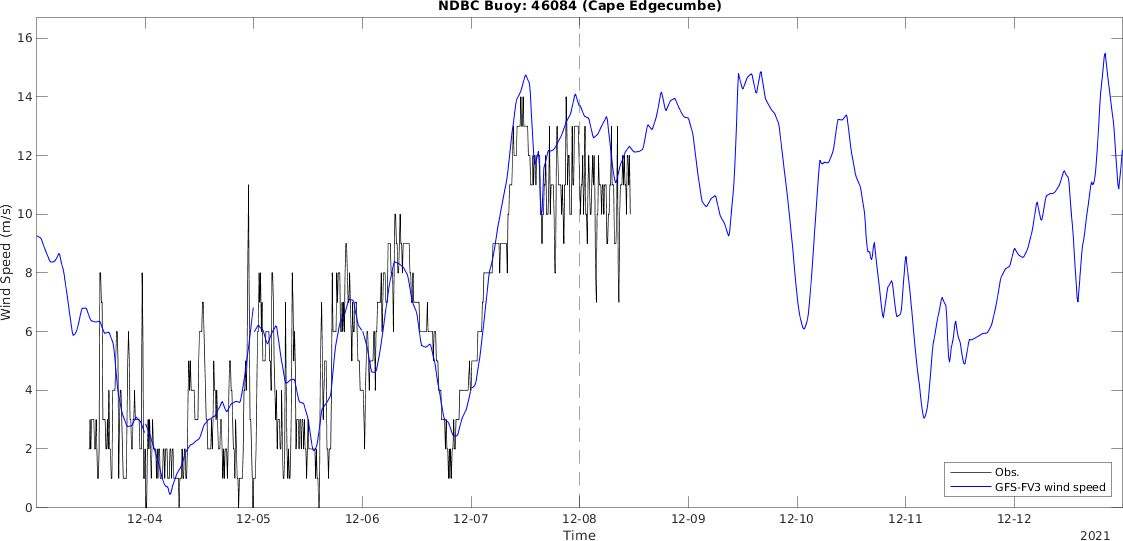 NDBC Buoy: 46084 (Cape Edgecumbe)
16
14
12
10
8
6
4
2
0
Wind Speed (m/s)
12-04 12-05 12-06 12-07 12-08 12-09 12-10 12-11 12-12
Time
2021
Obs.
GFS-FV3 wind speed